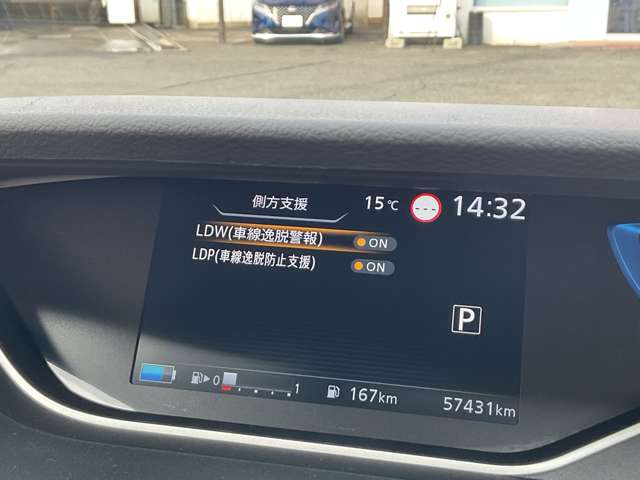 側方支援 15℃ --- 14:32
LDW(車線逸脱警報) ON
LDP(車線逸脱防止支援) ON
P
0 1 167km 57431km